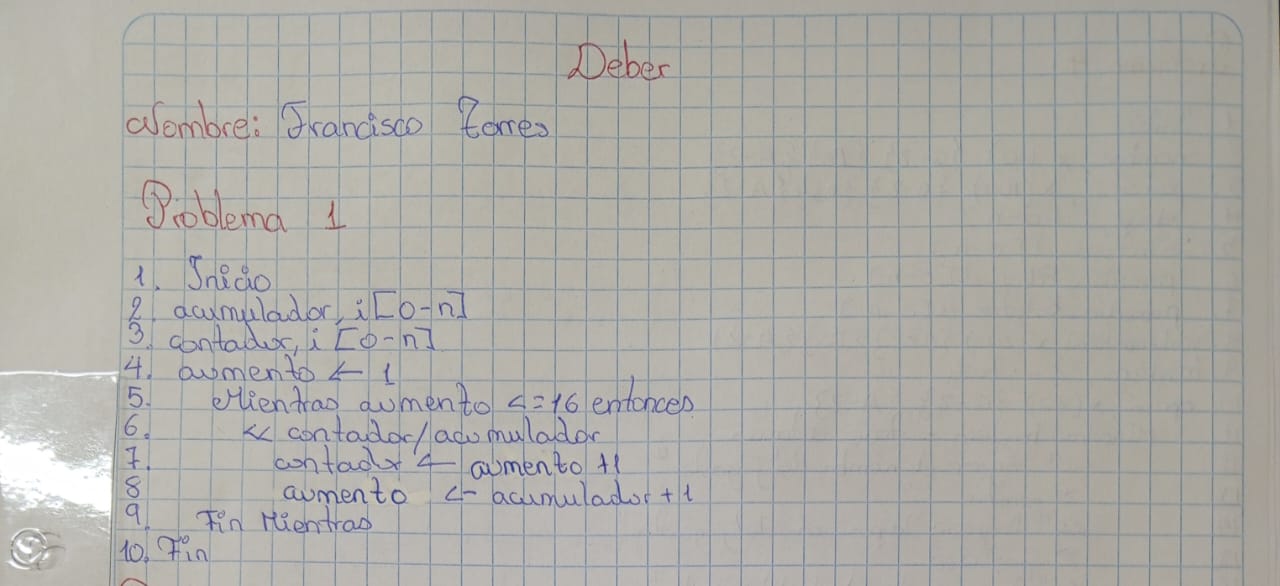 Deber
Nombre: Francisco Torres
Problema 1
1. Inicio
2. acumulador, i [0-n]
3. contador, i [0-n]
4. aumento ← 1
5. Mientras aumento <=16 entonces
6. << contador/acumulador
7. contador ← aumento +1
8 aumento <- acumulador + 1
9. Fin Mientras
10. Fin